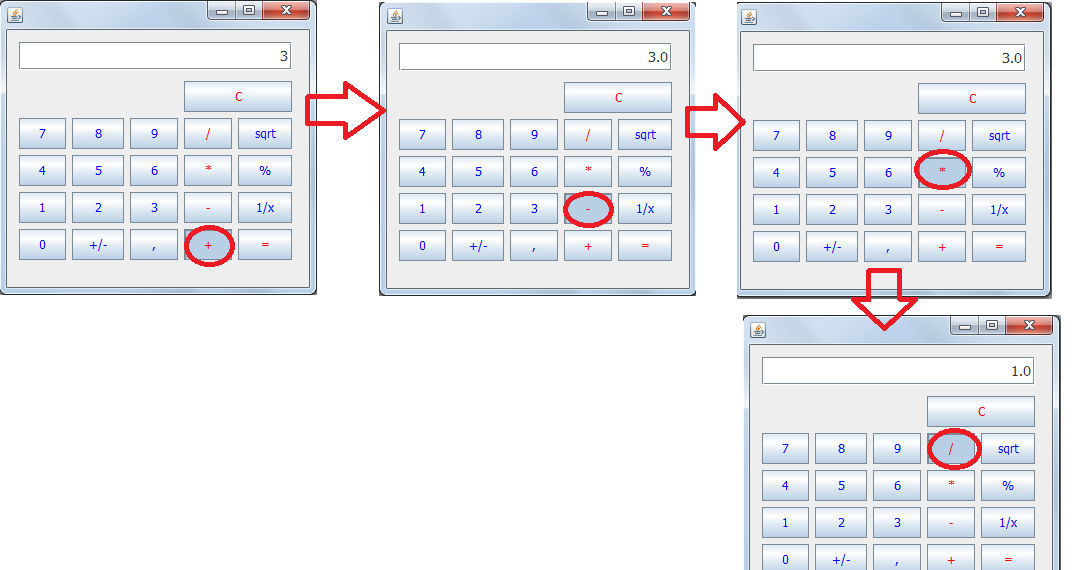 3
C
7 8 9 / sqrt
4 5 6 * %
1 2 3 - 1/x
0 +/- , + =
3.0
C
7 8 9 / sqrt
4 5 6 * %
1 2 3 - 1/x
0 +/- , + =
3.0
C
7 8 9 / sqrt
4 5 6 * %
1 2 3 - 1/x
0 +/- , + =
1.0
C
7 8 9 / sqrt
4 5 6 * %
1 2 3 - 1/x
0 +/- , + =